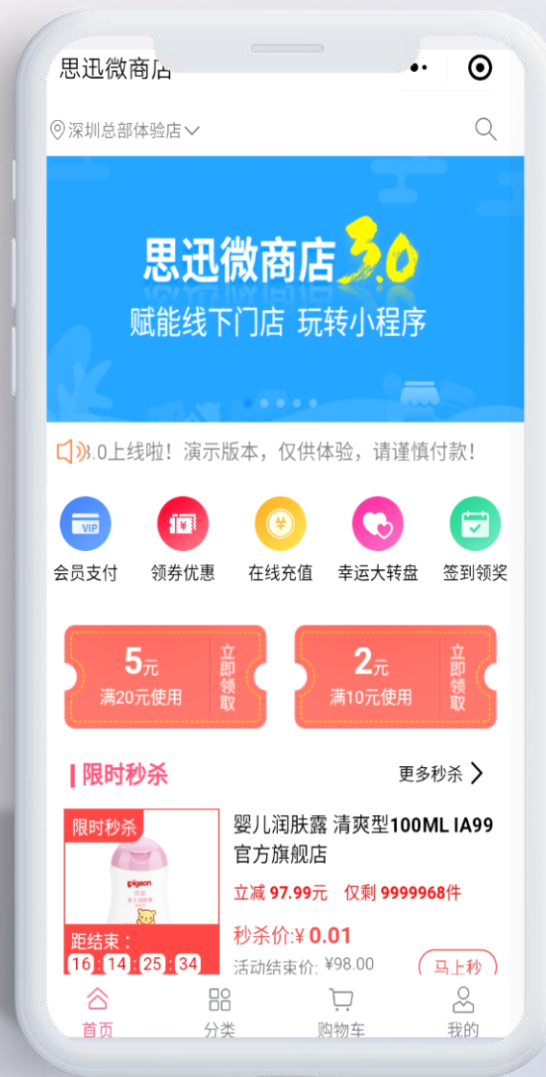 思迅微商店
深圳总部体验店
思迅微商店3.0
赋能线下门店 玩转小程序
3.0上线啦！演示版本，仅供体验，请谨慎付款！
VIP
会员支付 领券优惠 在线充值 幸运大转盘 签到领奖
5元 立即领取
满20元使用
2元 立即领取
满10元使用
限时秒杀 更多秒杀
限时秒杀
pigeon
婴儿润肤露 清爽型100ML IA99
官方旗舰店
立减 97.99元 仅剩 9999968件
距结束：
16:14:25:34
秒杀价:¥ 0.01
活动结束价: ¥98.00
马上秒
首页 分类 购物车 我的